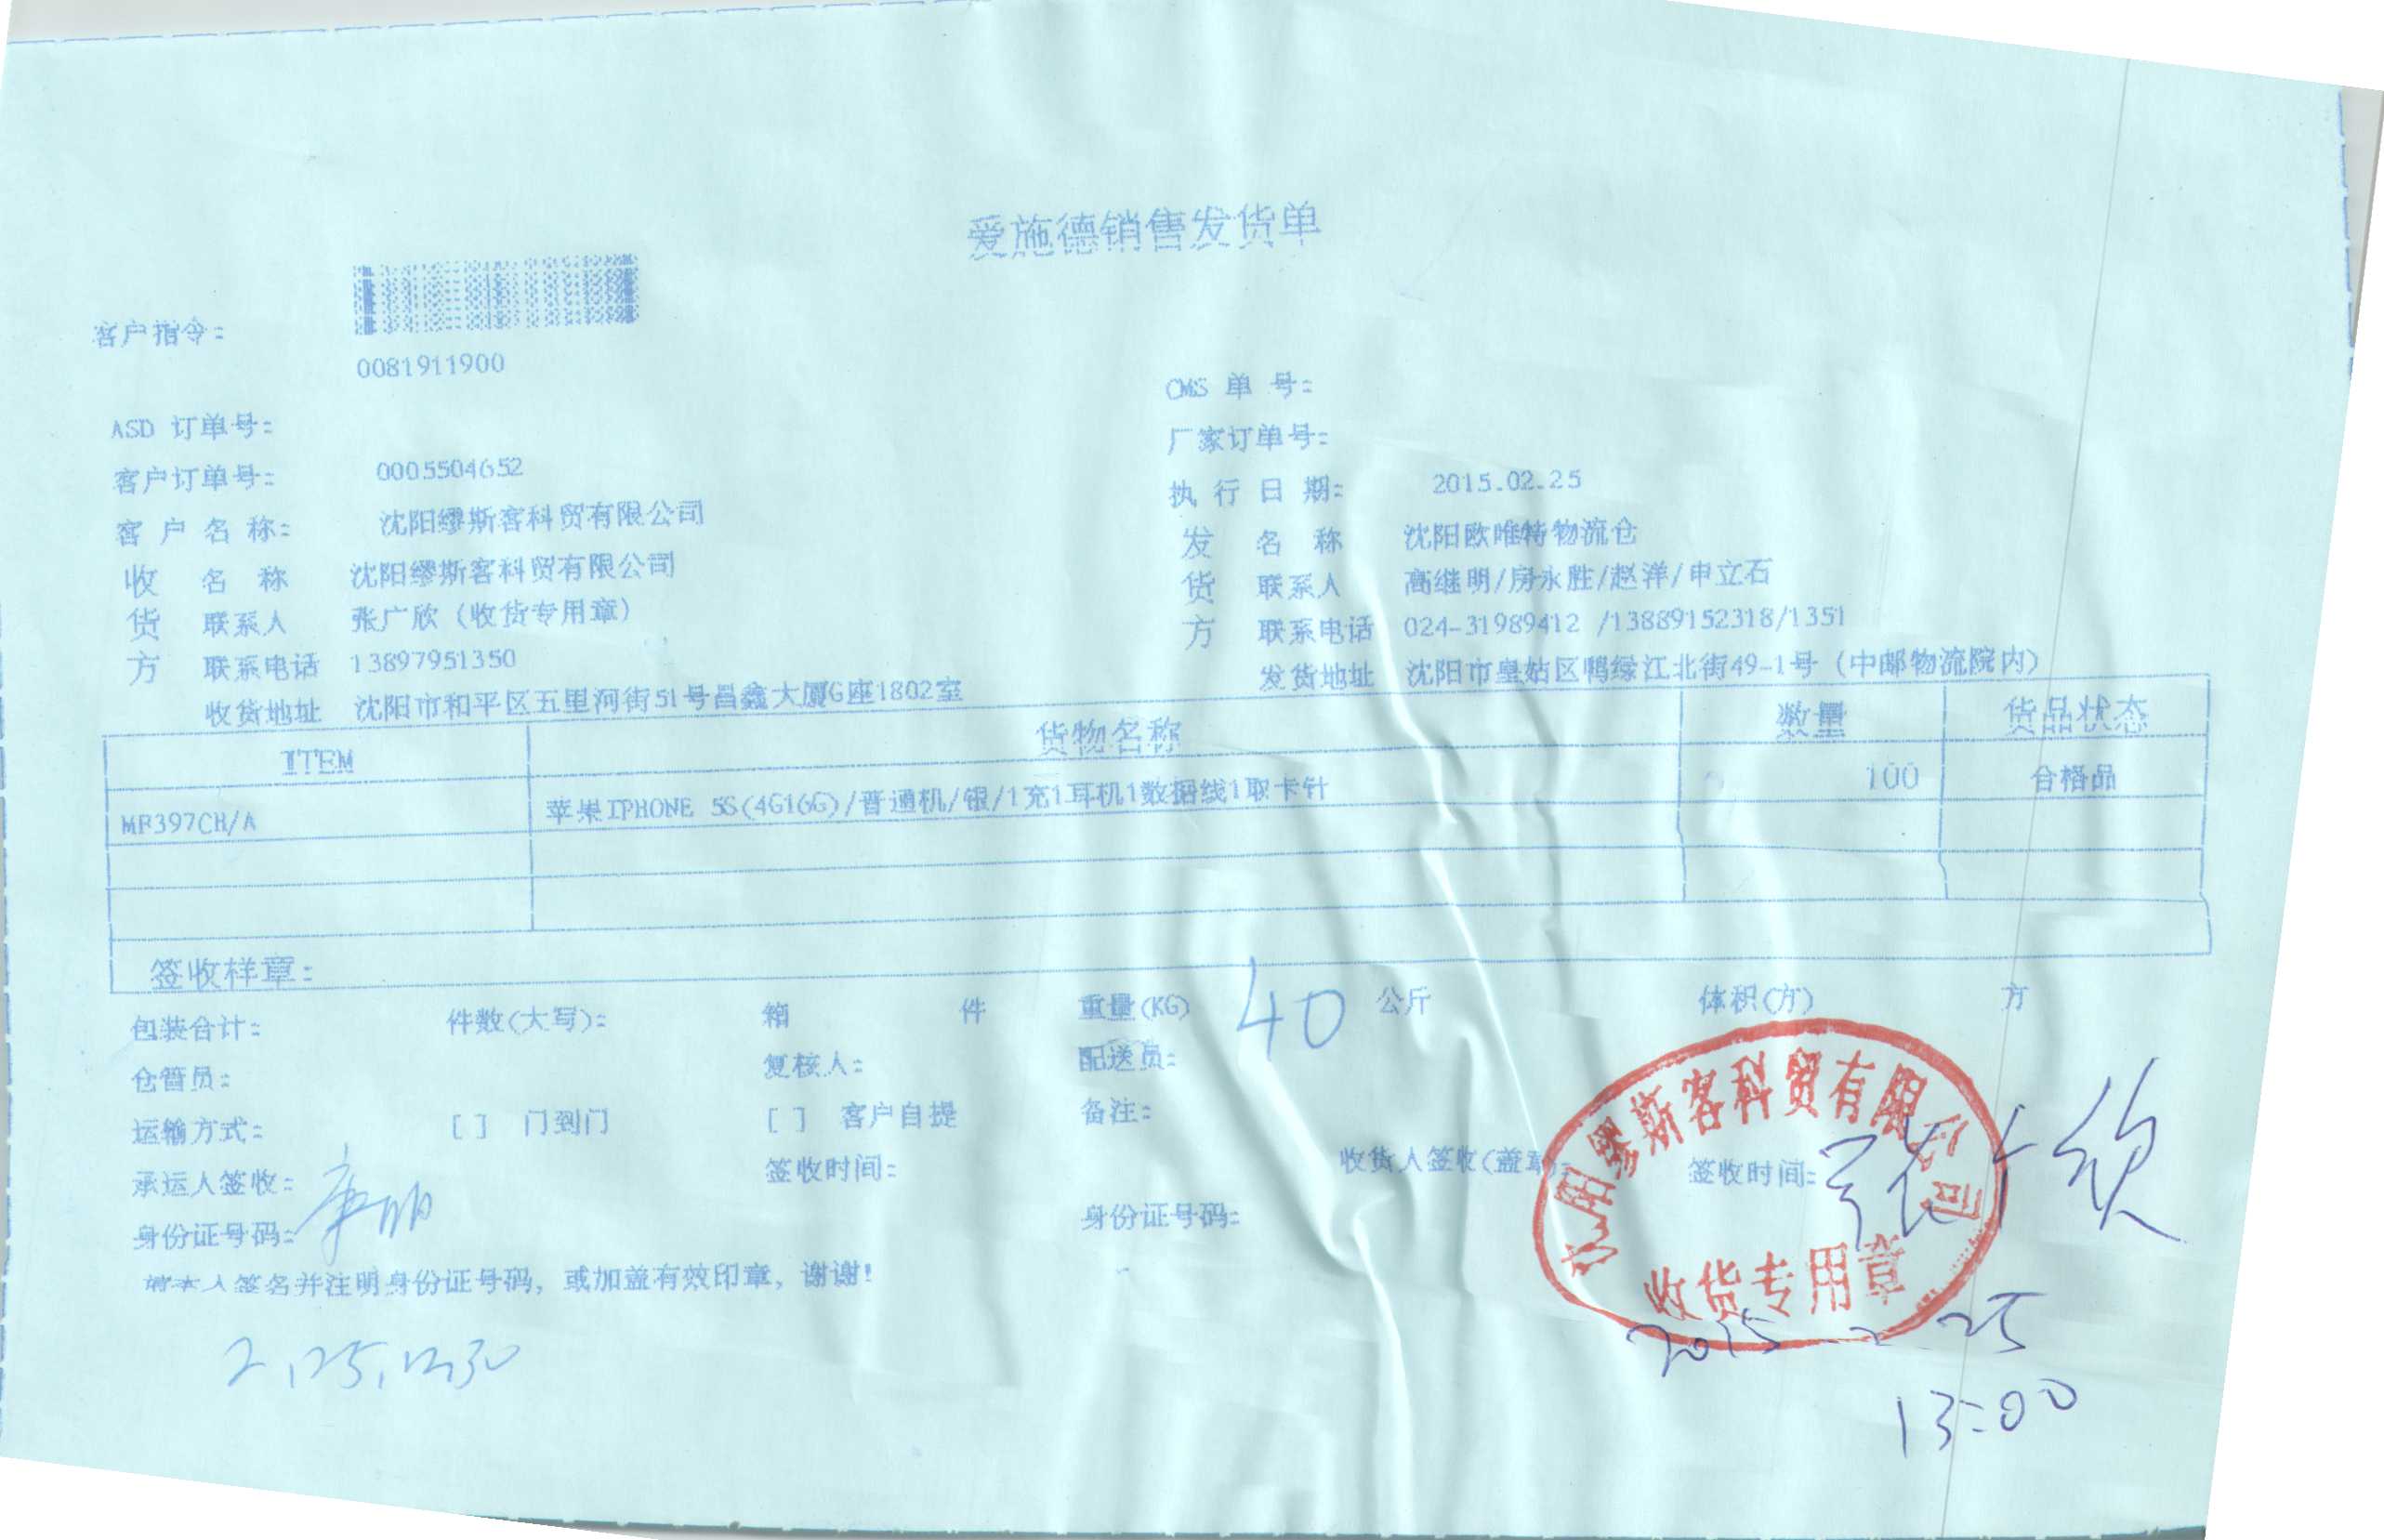 爱施德销售发货单
客户指令:
0081911900
CMS 单 号:
ASD 订单号:
厂家订单号:
客户订单号: 0005504652
执 行 日 期: 2015.02.25
客 户 名 称: 沈阳缪斯客科贸有限公司
发 名 称 沈阳欧唯特物流仓
收 名 称 沈阳缪斯客科贸有限公司
货 联系人 高继明/房永胜/赵洋/申立石
货 联系人 张广欣(收货专用章)
方 联系电话 024-31989412 /13889152318/1351
方 联系电话 13897951350
发货地址 沈阳市皇姑区鸭绿江北街49-1号(中邮物流院内)
收货地址 沈阳市和平区五里河街51号昌鑫大厦G座1802室
ITEM 货物名称 数量 货品状态
MF397CH/A 苹果IPHONE 5S(4G16G)/普通机/银/1充1耳机1数据线1取卡针 100 合格品
签收样章:
包装合计: 件数(大写): 箱 件 重量(KG) 40 公斤 体积(方) 方
仓管员: 复核人: 配送员:
运输方式: [ ] 门到门 [ ] 客户自提 备注:
承运人签收: 签收时间: 收货人签收(盖章): 签收时间: 张广欣
身份证号码: 身份证号码:
请本人签名并注明身份证号码, 或加盖有效印章, 谢谢!
沈阳缪斯客科贸有限公司
收货专用章
2015 2 25
13:00